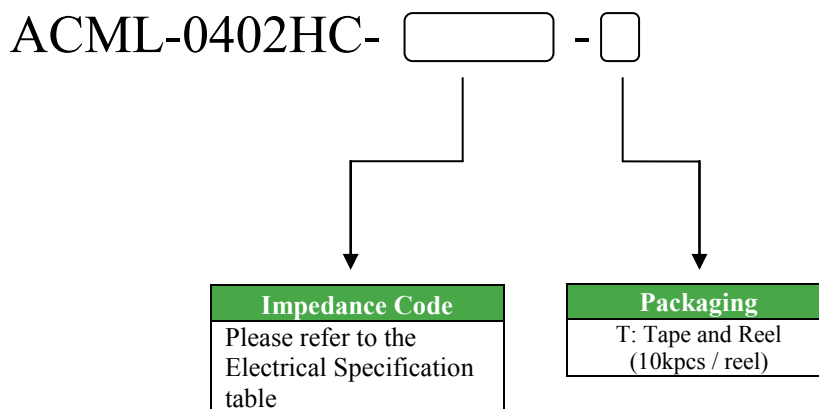 ACML-0402HC- -
Impedance Code
Please refer to the
Electrical Specification
table
Packaging
T: Tape and Reel
(10kpcs / reel)